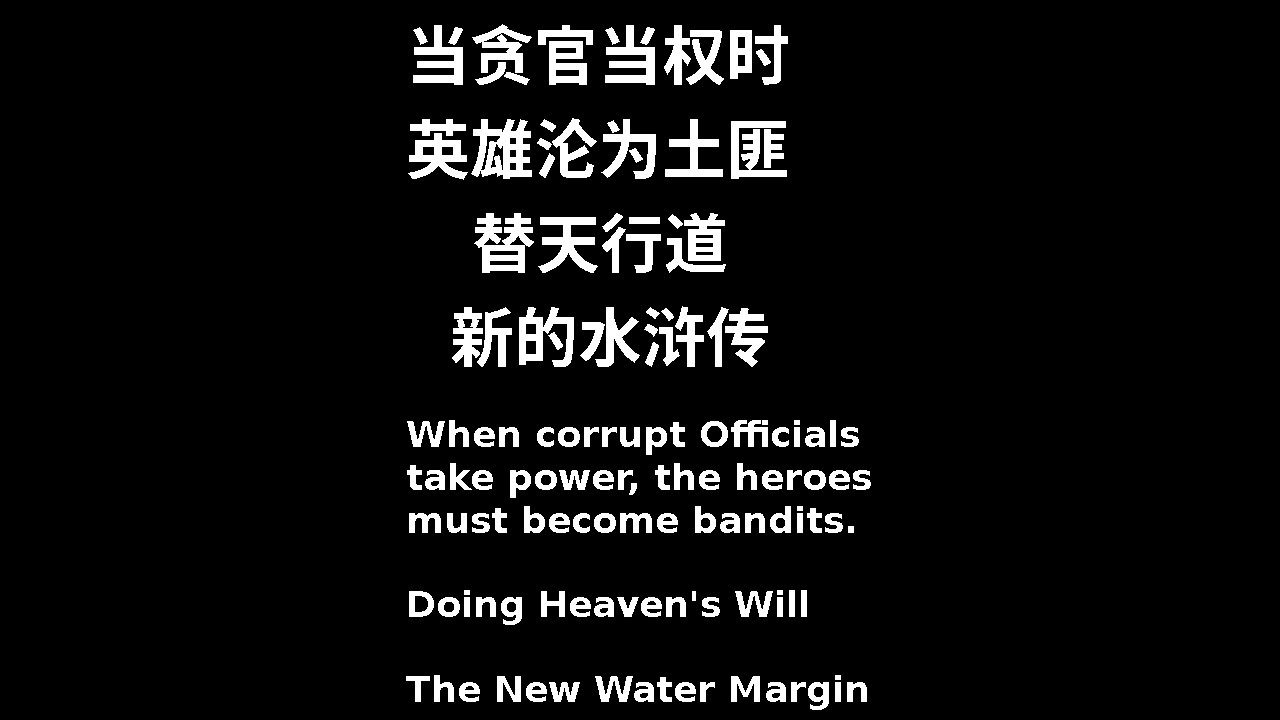 当贪官当权时
英雄沦为土匪
替天行道
新的水浒传
When corrupt Officials
take power, the heroes
must become bandits.
Doing Heaven's Will
The New Water Margin